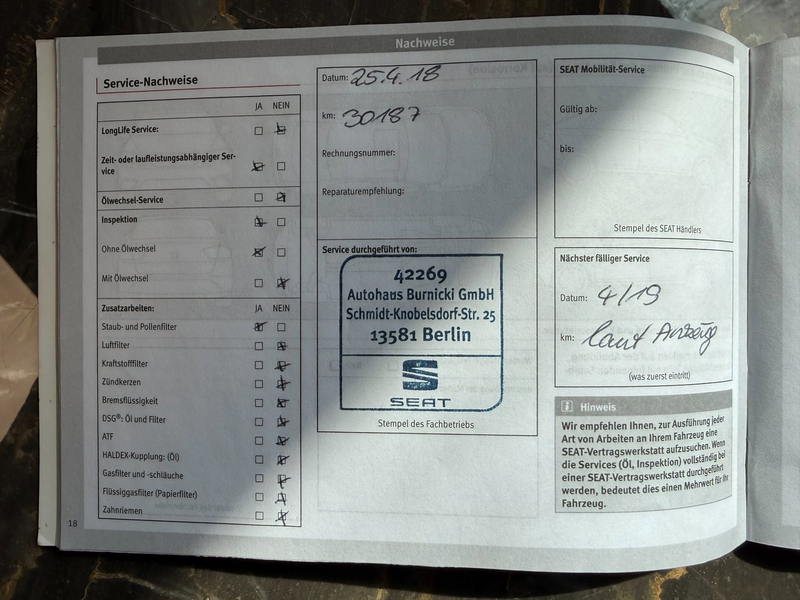 Nachweise
Service-Nachweise
JA NEIN
LongLife Service:
Zeit- oder laufleistungsabhängiger Ser-
vice
Ölwechsel-Service
Inspektion
Ohne Ölwechsel
Mit Ölwechsel
Zusatzarbeiten: JA NEIN
Staub- und Pollenfilter
Luftfilter
Kraftstofffilter
Zündkerzen
Bremsflüssigkeit
DSG®: Öl und Filter
ATF
HALDEX-Kupplung: (Öl)
Gasfilter und -schläuche
Flüssiggasfilter (Papierfilter)
Zahnriemen
18
Datum: 25.4.18
km: 30187
Rechnungsnummer:
Reparaturempfehlung:
Service durchgeführt von:
42269
Autohaus Burnicki GmbH
Schmidt-Knobelsdorf-Str. 25
13581 Berlin
SEAT
Stempel des Fachbetriebs
SEAT Mobilität-Service
Gültig ab:
bis:
Stempel des SEAT Händlers
Nächster fälliger Service
Datum: 4/19
km: laut Anzeige
(was zuerst eintritt)
Hinweis
Wir empfehlen Ihnen, zur Ausführung jeder
Art von Arbeiten an Ihrem Fahrzeug eine
SEAT-Vertragswerkstatt aufzusuchen. Wenn
die Services (Öl, Inspektion) vollständig bei
einer SEAT-Vertragswerkstatt durchgeführt
werden, bedeutet dies einen Mehrwert für Ihr
Fahrzeug.